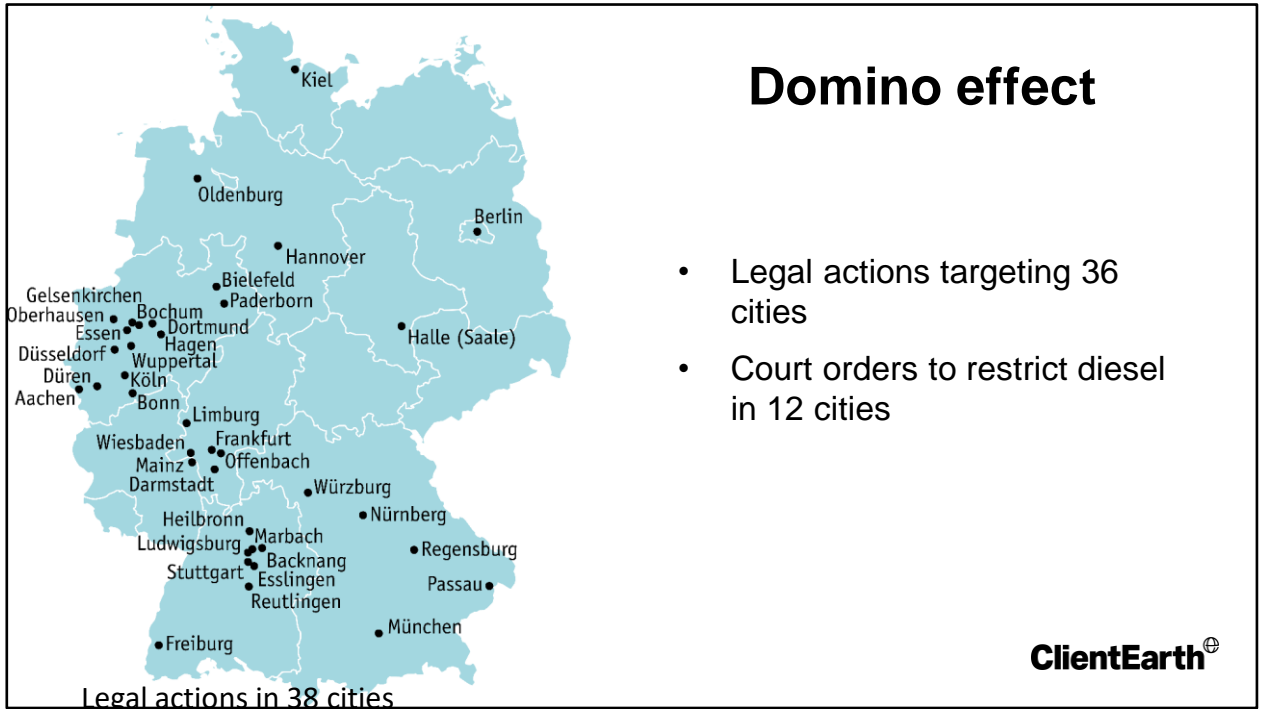 Domino effect
• Legal actions targeting 36
cities
• Court orders to restrict diesel
in 12 cities
Kiel
Oldenburg
Berlin
Hannover
Bielefeld
Paderborn
Gelsenkirchen
Oberhausen
Bochum
Essen
Dortmund
Hagen
Düsseldorf
Wuppertal
Düren
Köln
Aachen
Bonn
Halle (Saale)
Limburg
Wiesbaden
Frankfurt
Mainz
Offenbach
Darmstadt
Würzburg
Nürnberg
Heilbronn
Marbach
Ludwigsburg
Backnang
Stuttgart
Esslingen
Reutlingen
Regensburg
Passau
München
Freiburg
Legal actions in 38 cities
ClientEarth